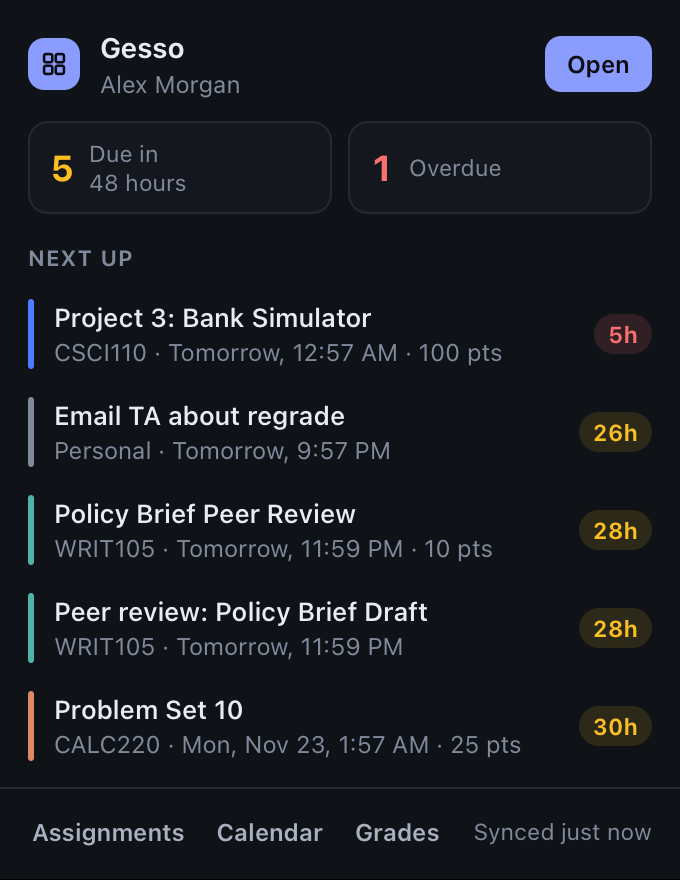 Gesso
Alex Morgan
Open
5
Due in
48 hours
1
Overdue
NEXT UP
Project 3: Bank Simulator
CSCI110 · Tomorrow, 12:57 AM · 100 pts
5h
Email TA about regrade
Personal · Tomorrow, 9:57 PM
26h
Policy Brief Peer Review
WRIT105 · Tomorrow, 11:59 PM · 10 pts
28h
Peer review: Policy Brief Draft
WRIT105 · Tomorrow, 11:59 PM
28h
Problem Set 10
CALC220 · Mon, Nov 23, 1:57 AM · 25 pts
30h
Assignments Calendar Grades Synced just now